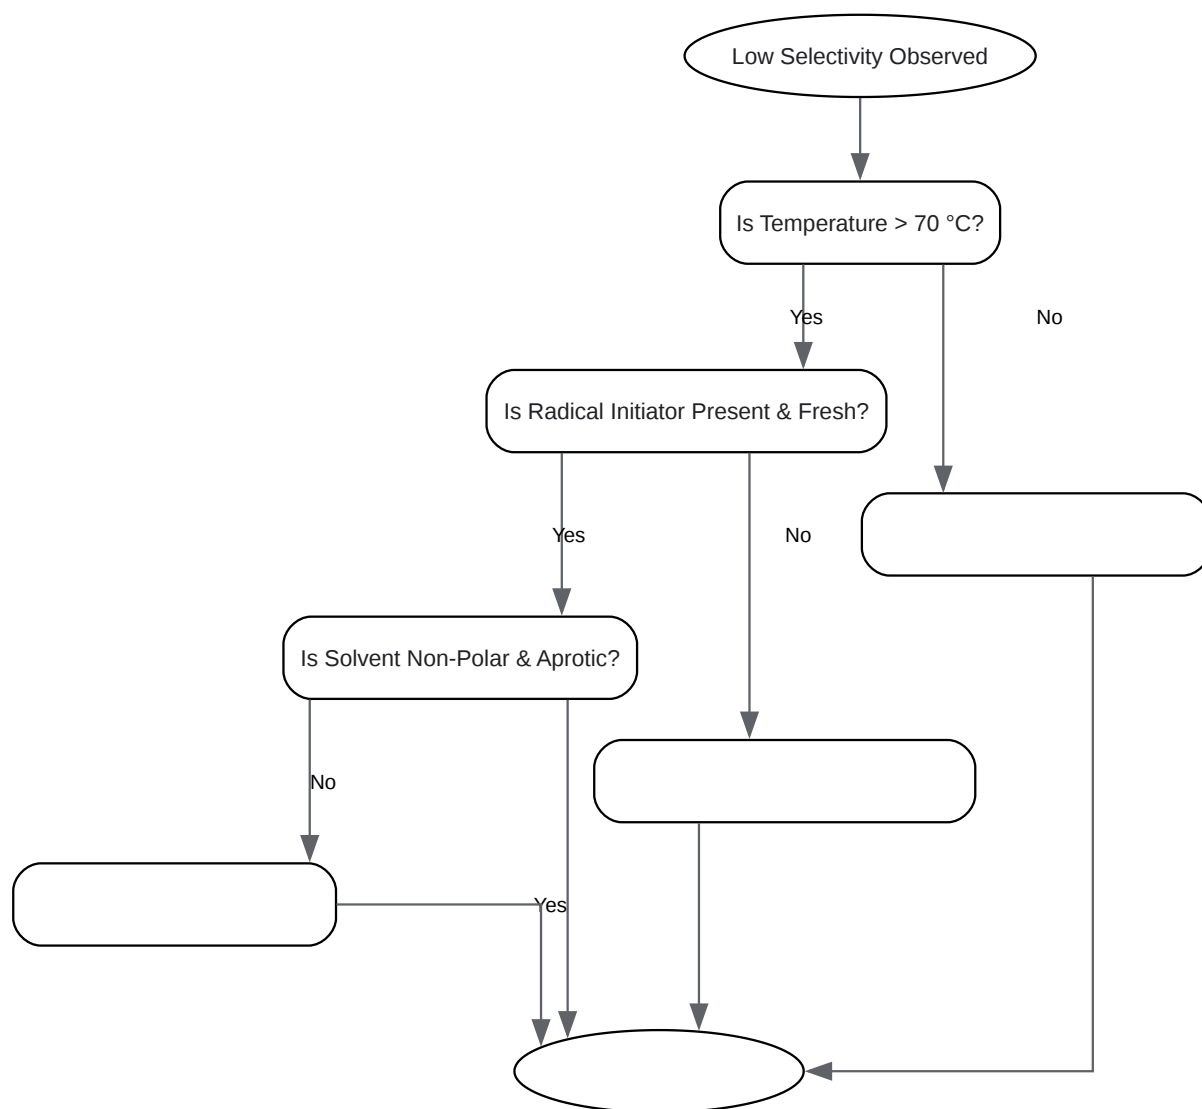 Low Selectivity Observed
Is Temperature > 70 °C?
Yes
No
Is Radical Initiator Present & Fresh?
Yes
No
Is Solvent Non-Polar & Aprotic?
No
Yes